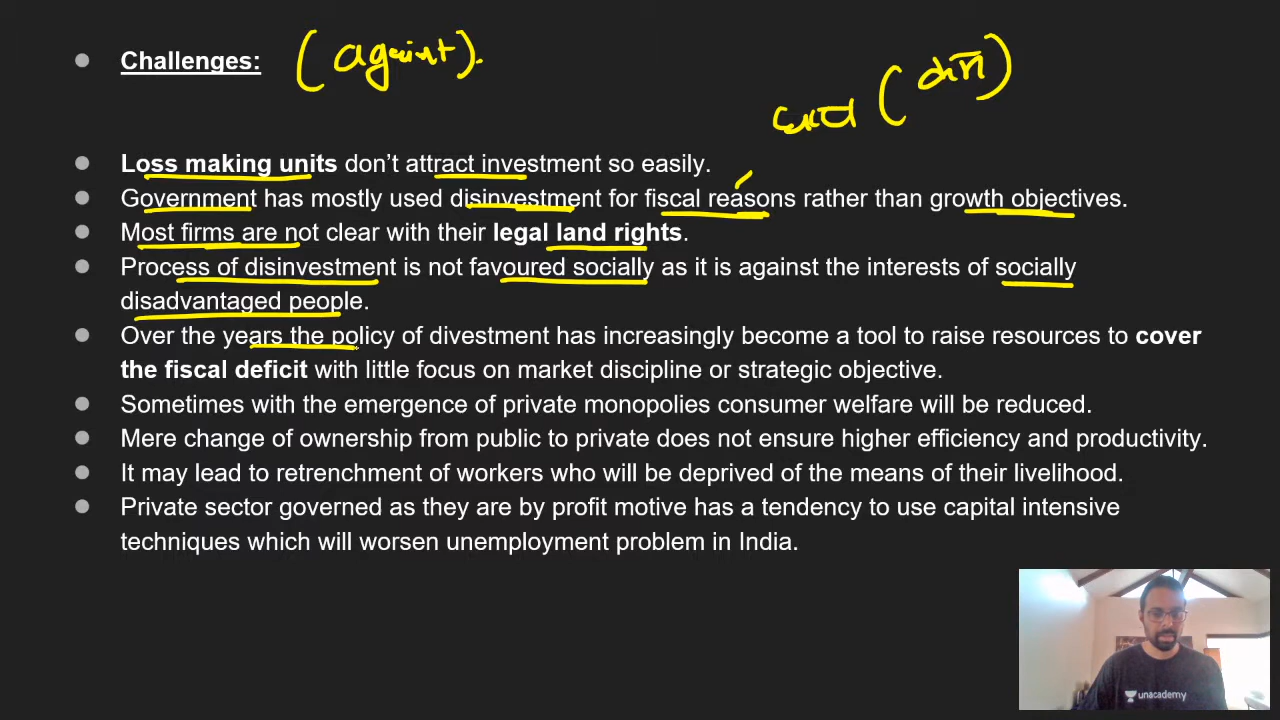 Challenges: (against).
Loss making units don't attract investment so easily.
Government has mostly used disinvestment for fiscal reasons rather than growth objectives.
Most firms are not clear with their legal land rights.
Process of disinvestment is not favoured socially as it is against the interests of socially
disadvantaged people.
Over the years the policy of divestment has increasingly become a tool to raise resources to cover
the fiscal deficit with little focus on market discipline or strategic objective.
Sometimes with the emergence of private monopolies consumer welfare will be reduced.
Mere change of ownership from public to private does not ensure higher efficiency and productivity.
It may lead to retrenchment of workers who will be deprived of the means of their livelihood.
Private sector governed as they are by profit motive has a tendency to use capital intensive
techniques which will worsen unemployment problem in India.
unacademy